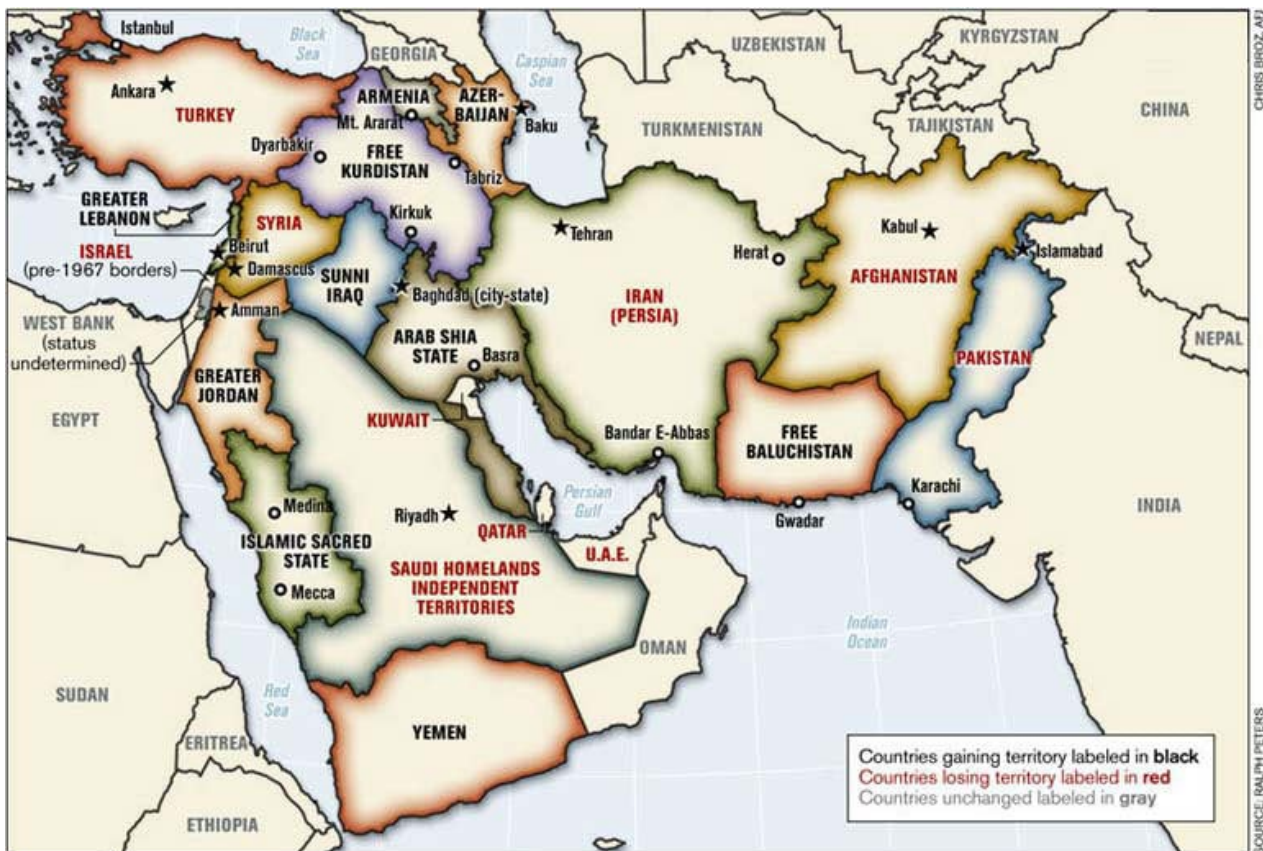 Istanbul
Black
Sea
GEORGIA
Caspian
Sea
UZBEKISTAN
KYRGYZSTAN
CHRIS BROZ, AFJ
Ankara
TURKEY
ARMENIA
Mt. Ararat
AZER-
BAIJAN
Baku
TURKMENISTAN
TAJIKISTAN
CHINA
Dyarbakir
FREE
KURDISTAN
Tabriz
GREATER
LEBANON
SYRIA
Kirkuk
Tehran
Herat
Kabul
Islamabad
ISRAEL
(pre-1967 borders)
Beirut
Damascus
SUNNI
IRAQ
Baghdad (city-state)
IRAN
(PERSIA)
AFGHANISTAN
WEST BANK
(status
undetermined)
Amman
ARAB SHIA
STATE
Basra
PAKISTAN
NEPAL
GREATER
JORDAN
EGYPT
KUWAIT
Bandar E-Abbas
FREE
BALUCHISTAN
Karachi
Medina
Riyadh
Persian
Gulf
Gwadar
INDIA
ISLAMIC SACRED
STATE
QATAR
U.A.E.
Mecca
SAUDI HOMELANDS
INDEPENDENT
TERRITORIES
Indian
Ocean
OMAN
SUDAN
Red
Sea
YEMEN
ERITREA
ETHIOPIA
Countries gaining territory labeled in black
Countries losing territory labeled in red
Countries unchanged labeled in gray
SOURCE: RALPH PETERS